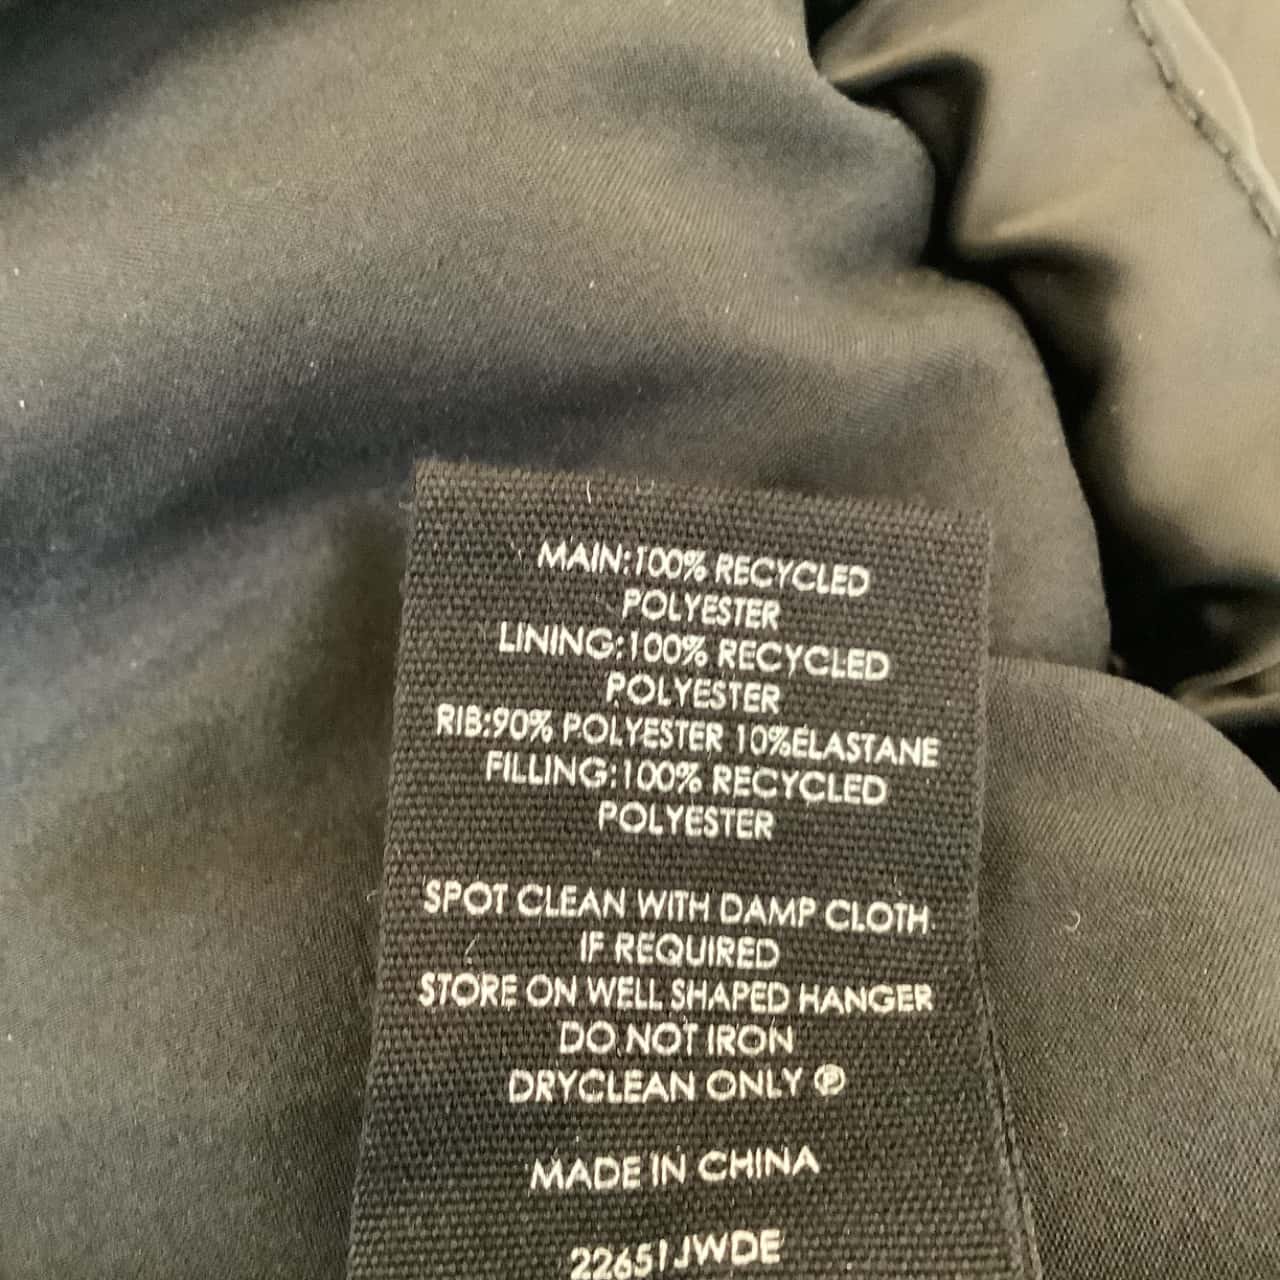 MAIN:100% RECYCLED
POLYESTER
LINING:100% RECYCLED
POLYESTER
RIB:90% POLYESTER 10%ELASTANE
FILLING:100% RECYCLED
POLYESTER
SPOT CLEAN WITH DAMP CLOTH
IF REQUIRED
STORE ON WELL SHAPED HANGER
DO NOT IRON
DRYCLEAN ONLY Ⓟ
MADE IN CHINA
22651JWDE